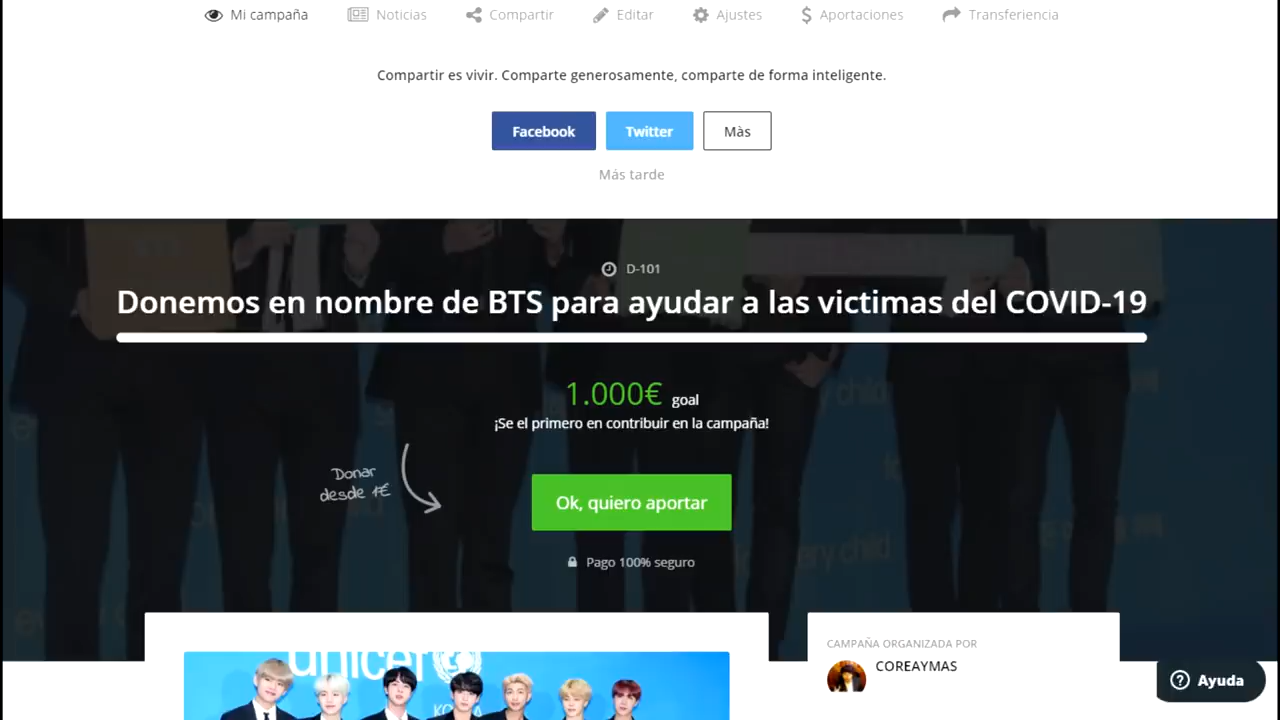 Mi campaña
Noticias
Compartir
Editar
Ajustes
Aportaciones
Transferiencia
Compartir es vivir. Comparte generosamente, comparte de forma inteligente.
Facebook
Twitter
Màs
Más tarde
D-101
Donemos en nombre de BTS para ayudar a las victimas del COVID-19
1.000€ goal
¡Se el primero en contribuir en la campaña!
Donar
desde 1€
Ok, quiero aportar
Pago 100% seguro
CAMPAÑA ORGANIZADA POR
COREAYMAS
unicef
Ayuda